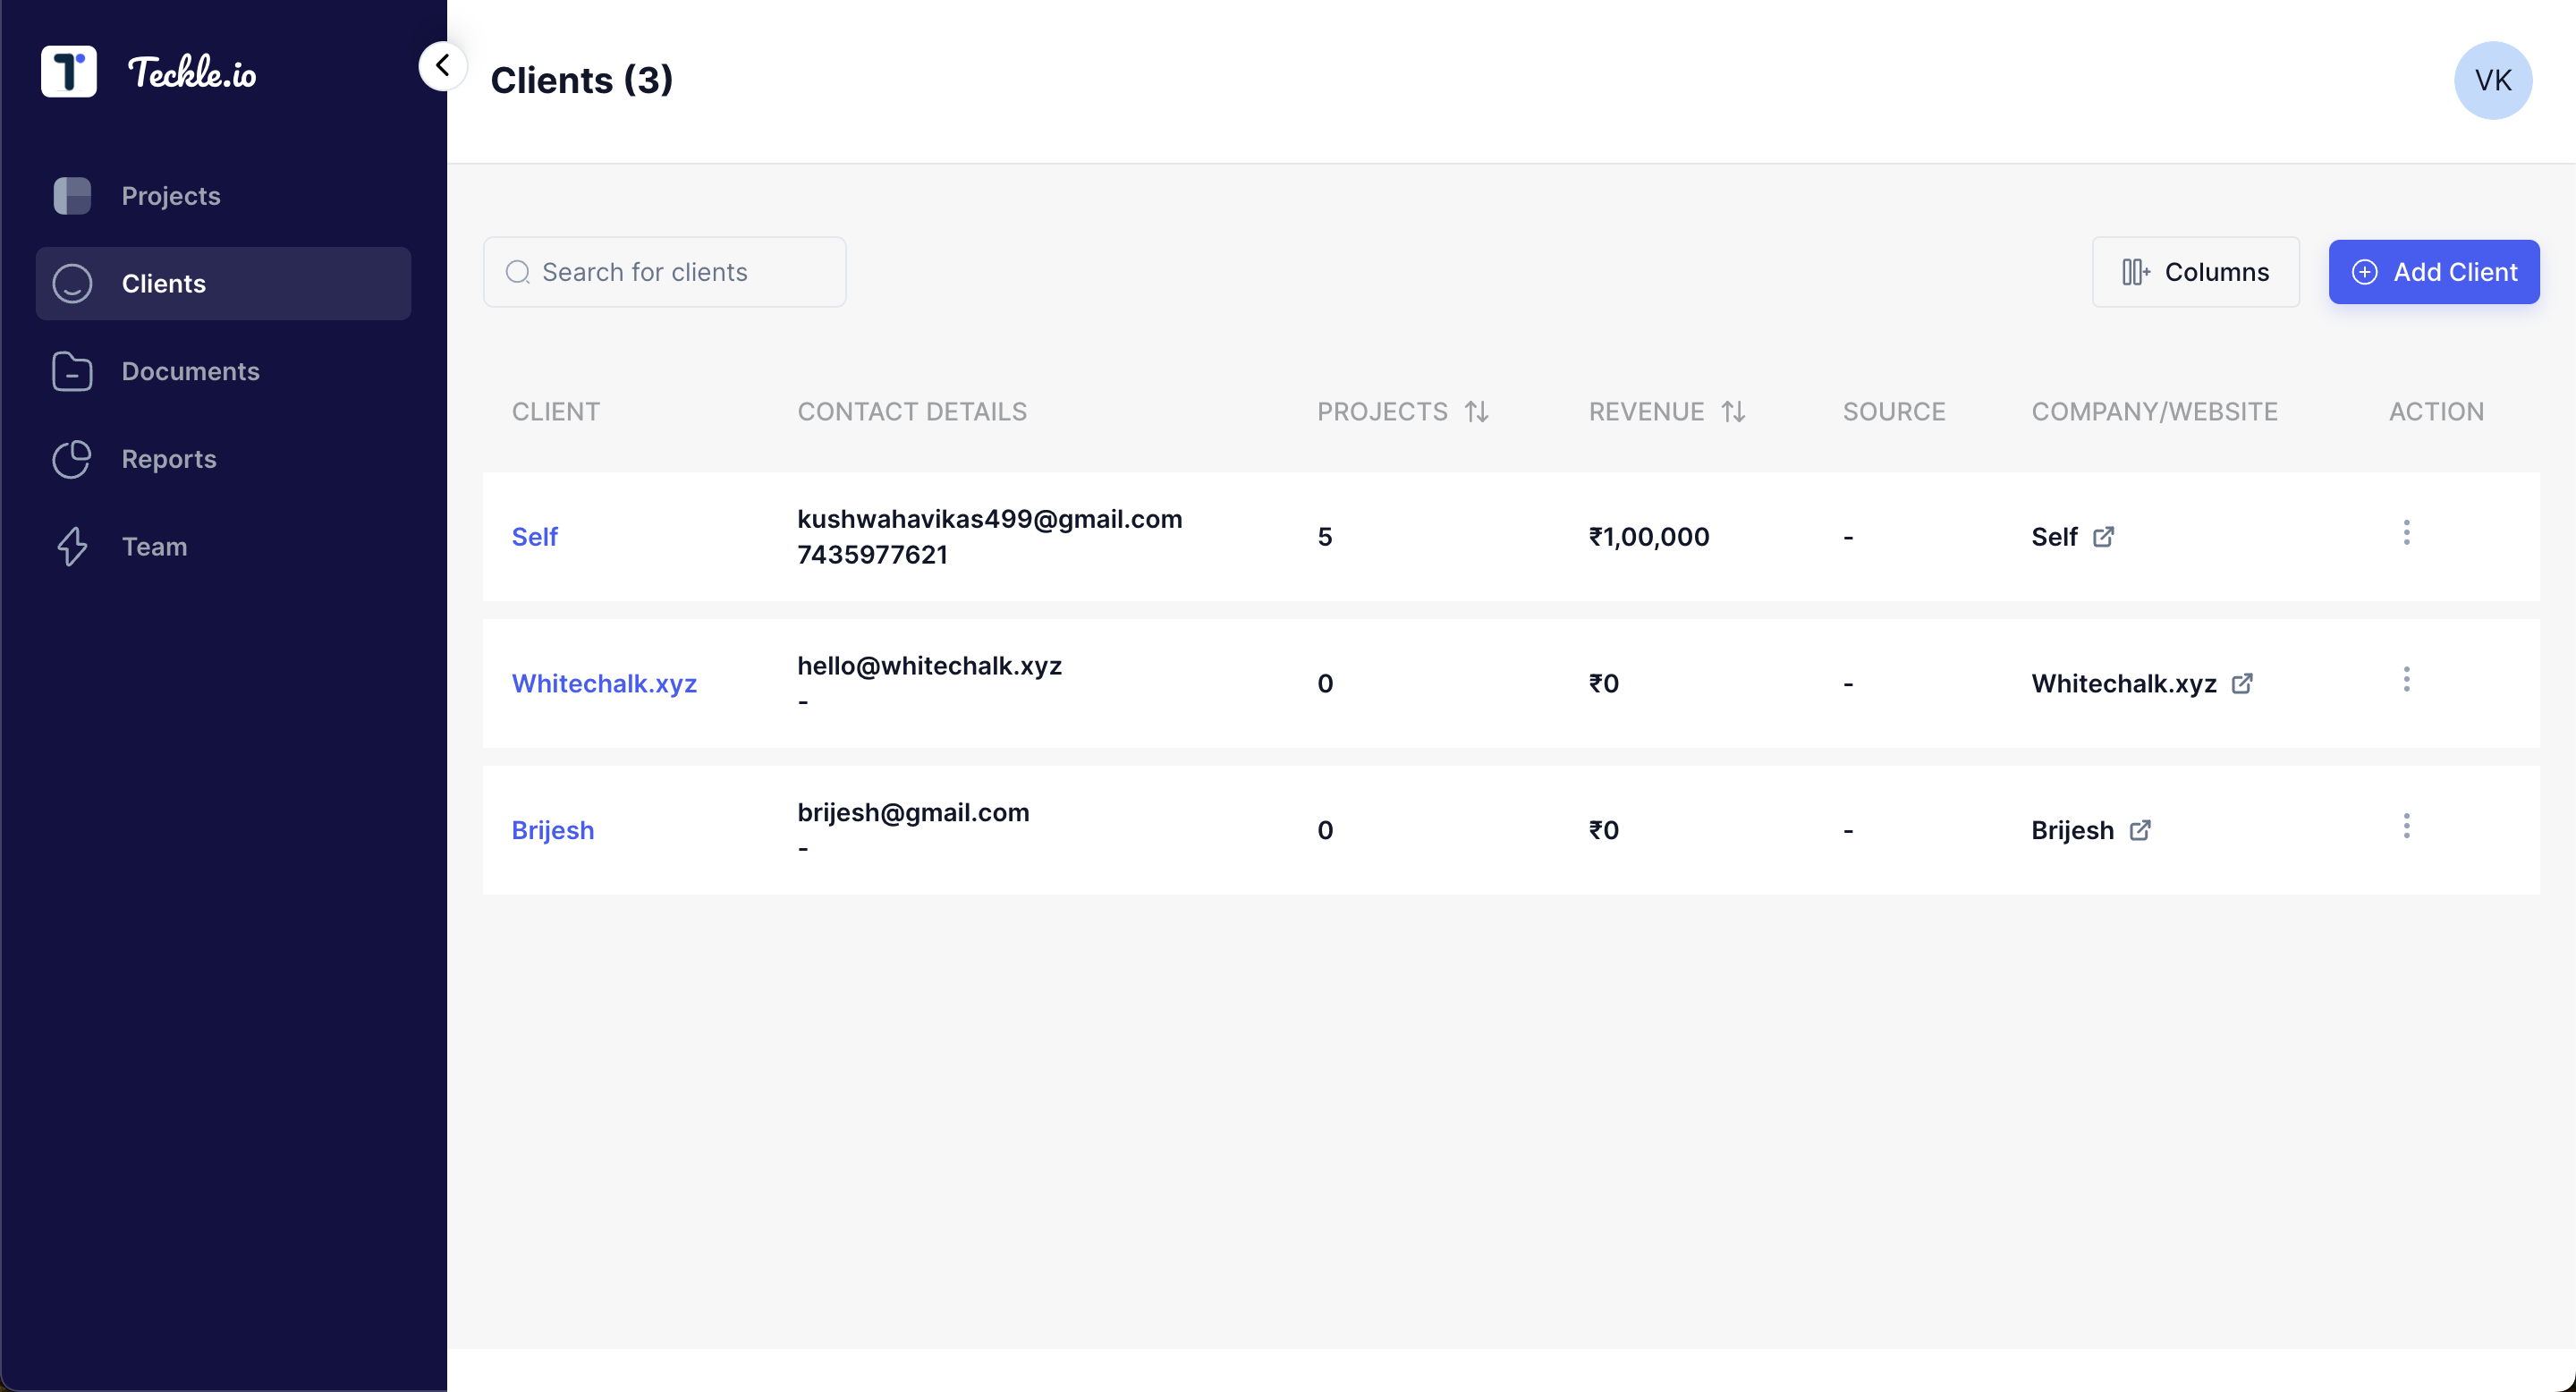 Teckle.io
Clients (3)
VK
Projects
Clients
Documents
Reports
Team
Search for clients
Columns
Add Client
CLIENT CONTACT DETAILS PROJECTS REVENUE SOURCE COMPANY/WEBSITE ACTION
Self kushwahavikas499@gmail.com 5 ₹1,00,000 - Self
7435977621
Whitechalk.xyz hello@whitechalk.xyz 0 ₹0 - Whitechalk.xyz
-
Brijesh brijesh@gmail.com 0 ₹0 - Brijesh
-